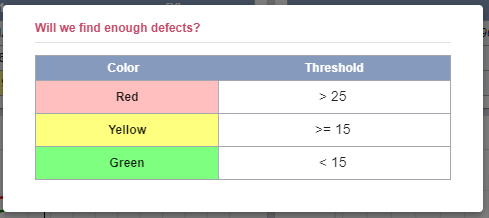 Will we find enough defects?
Color Threshold
Red > 25
Yellow >= 15
Green < 15